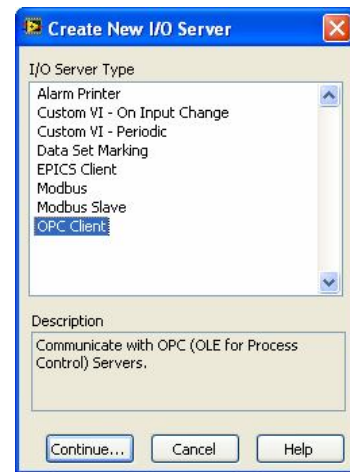 Create New I/O Server
I/O Server Type
Alarm Printer
Custom VI - On Input Change
Custom VI - Periodic
Data Set Marking
EPICS Client
Modbus
Modbus Slave
OPC Client
Description
Communicate with OPC (OLE for Process
Control) Servers.
Continue... Cancel Help